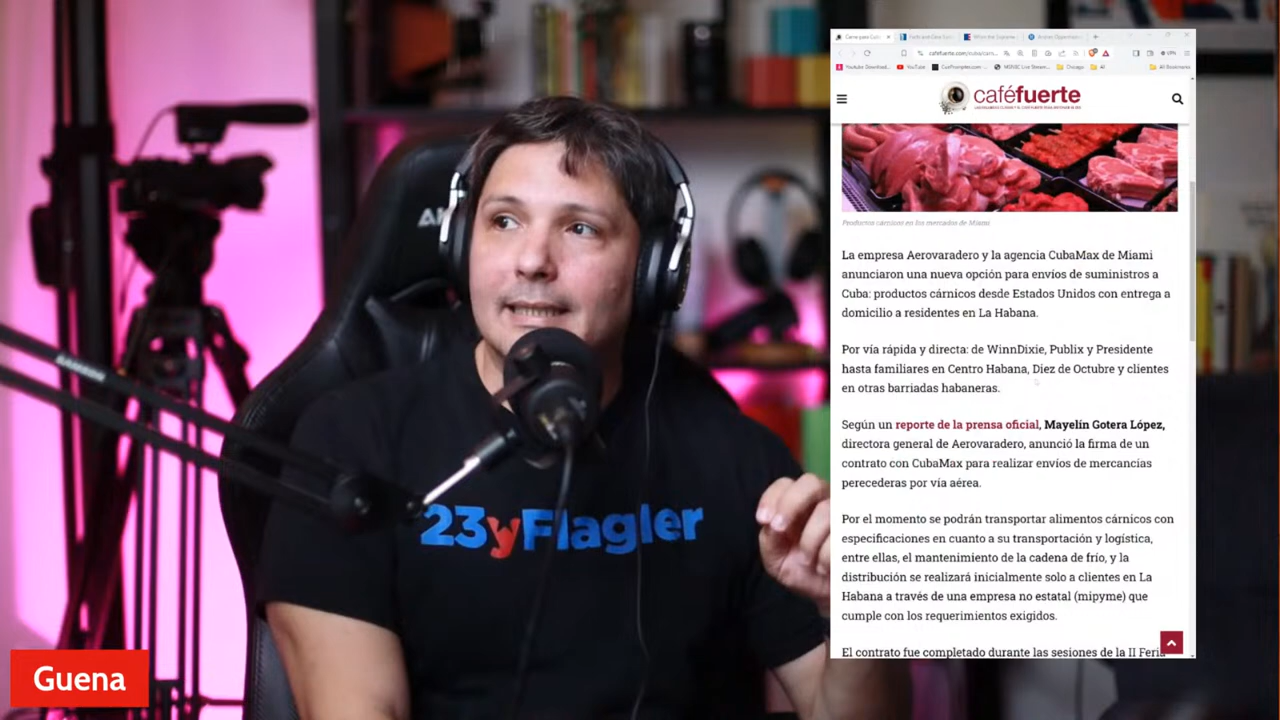 cafefuerte.com
YouTube
Chicago
All Bookmarks
caféfuerte
Productos cárnicos en los mercados de Miami
La empresa Aerovaradero y la agencia CubaMax de Miami
anunciaron una nueva opción para envíos de suministros a
Cuba: productos cárnicos desde Estados Unidos con entrega a
domicilio a residentes en La Habana.
Por vía rápida y directa: de WinnDixie, Publix y Presidente
hasta familiares en Centro Habana, Diez de Octubre y clientes
en otras barriadas habaneras.
Según un reporte de la prensa oficial, Mayelín Gotera López,
directora general de Aerovaradero, anunció la firma de un
contrato con CubaMax para realizar envíos de mercancías
perecederas por vía aérea.
Por el momento se podrán transportar alimentos cárnicos con
especificaciones en cuanto a su transportación y logística,
entre ellas, el mantenimiento de la cadena de frío, y la
distribución se realizará inicialmente solo a clientes en La
Habana a través de una empresa no estatal (mipyme) que
cumple con los requerimientos exigidos.
El contrato fue completado durante las sesiones de la II Feria
23yFlagler
Guena